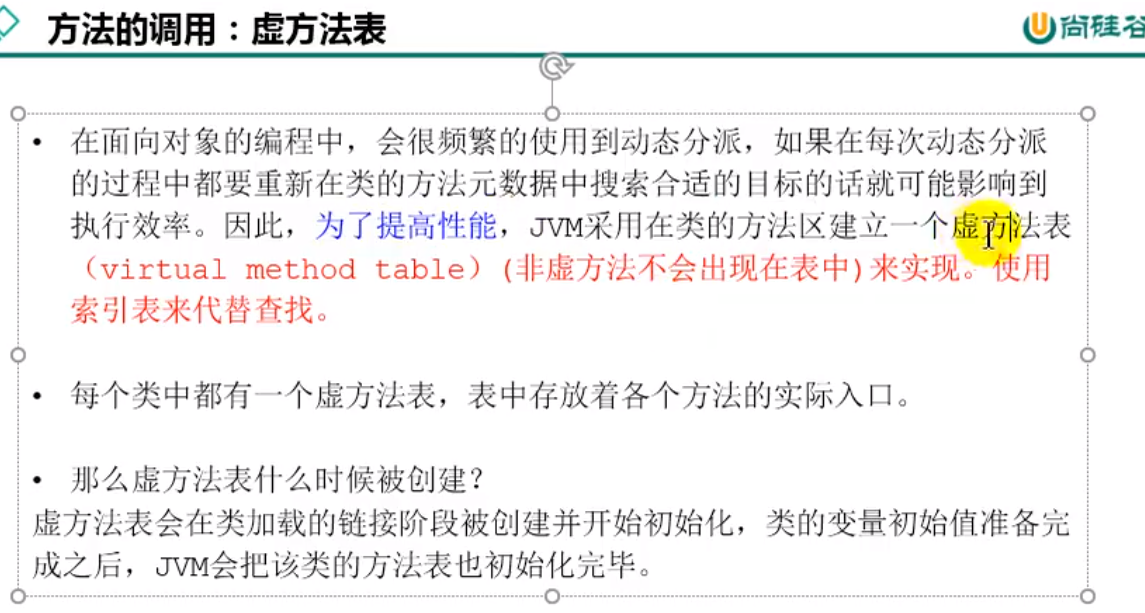 方法的调用：虚方法表
尚硅谷
• 在面向对象的编程中，会很频繁的使用到动态分派，如果在每次动态分派
的过程中都要重新在类的方法元数据中搜索合适的目标的话就可能影响到
执行效率。因此，为了提高性能，JVM采用在类的方法区建立一个虚方法表
（virtual method table）(非虚方法不会出现在表中)来实现。使用
索引表来代替查找。
• 每个类中都有一个虚方法表，表中存放着各个方法的实际入口。
• 那么虚方法表什么时候被创建？
虚方法表会在类加载的链接阶段被创建并开始初始化，类的变量初始值准备完
成之后，JVM会把该类的方法表也初始化完毕。